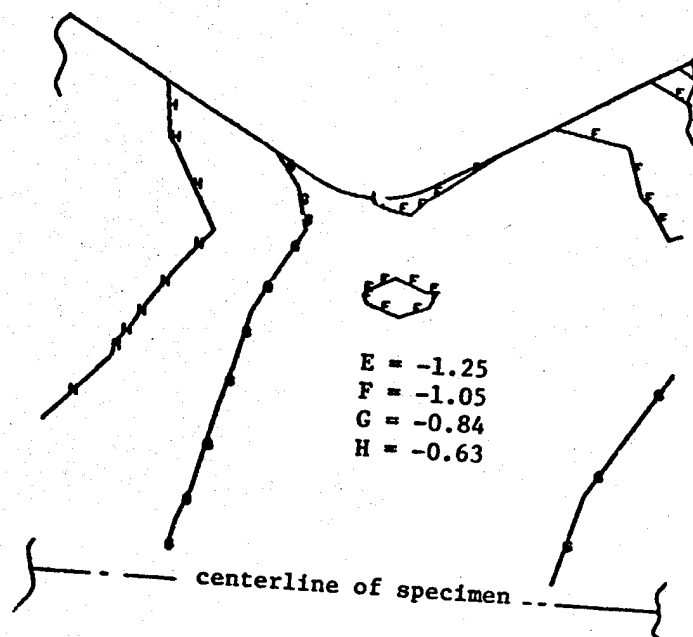 E = -1.25
F = -1.05
G = -0.84
H = -0.63
centerline of specimen